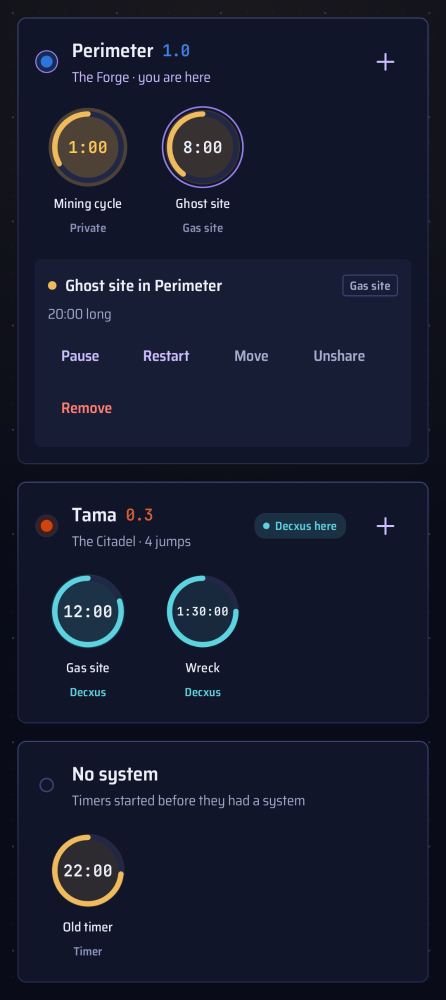 Perimeter 1.0
The Forge · you are here
1:00
8:00
Mining cycle
Ghost site
Private
Gas site
Ghost site in Perimeter
Gas site
20:00 long
Pause
Restart
Move
Unshare
Remove
Tama 0.3
Decxus here
The Citadel · 4 jumps
12:00
1:30:00
Gas site
Wreck
Decxus
Decxus
No system
Timers started before they had a system
22:00
Old timer
Timer